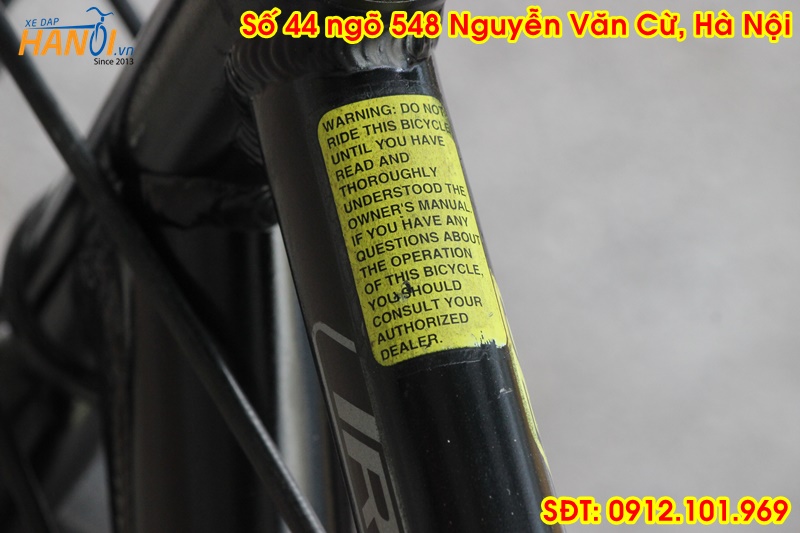 XE DAP
HANOI.vn
Since 2013
Số 44 ngõ 548 Nguyễn Văn Cừ, Hà Nội
WARNING: DO NOT
RIDE THIS BICYCLE
UNTIL YOU HAVE
READ AND
THOROUGHLY
UNDERSTOOD THE
OWNER'S MANUAL.
IF YOU HAVE ANY
QUESTIONS ABOUT
THE OPERATION
OF THIS BICYCLE,
YOU SHOULD
CONSULT YOUR
AUTHORIZED
DEALER.
SĐT: 0912.101.969